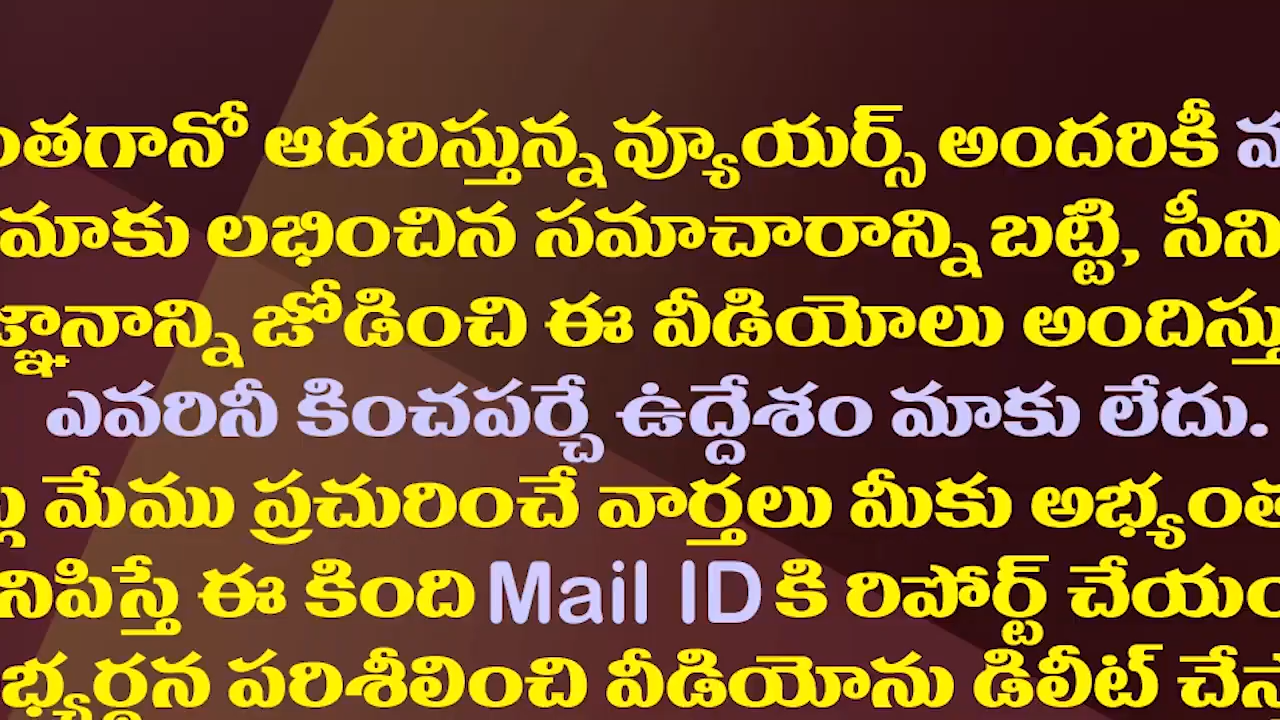 ంతగానో ఆదరిస్తున్న వ్యూయర్స్ అందరికీ
మాకు లభించిన సమాచారాన్ని బట్టి, సీని
జ్ఞానాన్ని జోడించి ఈ వీడియోలు అందిస్తు
ఎవరినీ కించపర్చే ఉద్దేశం మాకు లేదు.
మేము ప్రచురించే వార్తలు మీకు అభ్యంత
నిపిస్తే ఈ కింది Mail ID కి రిపోర్ట్ చేయం
భ్యర్థన పరిశీలించి వీడియోను డిలీట్ చేస